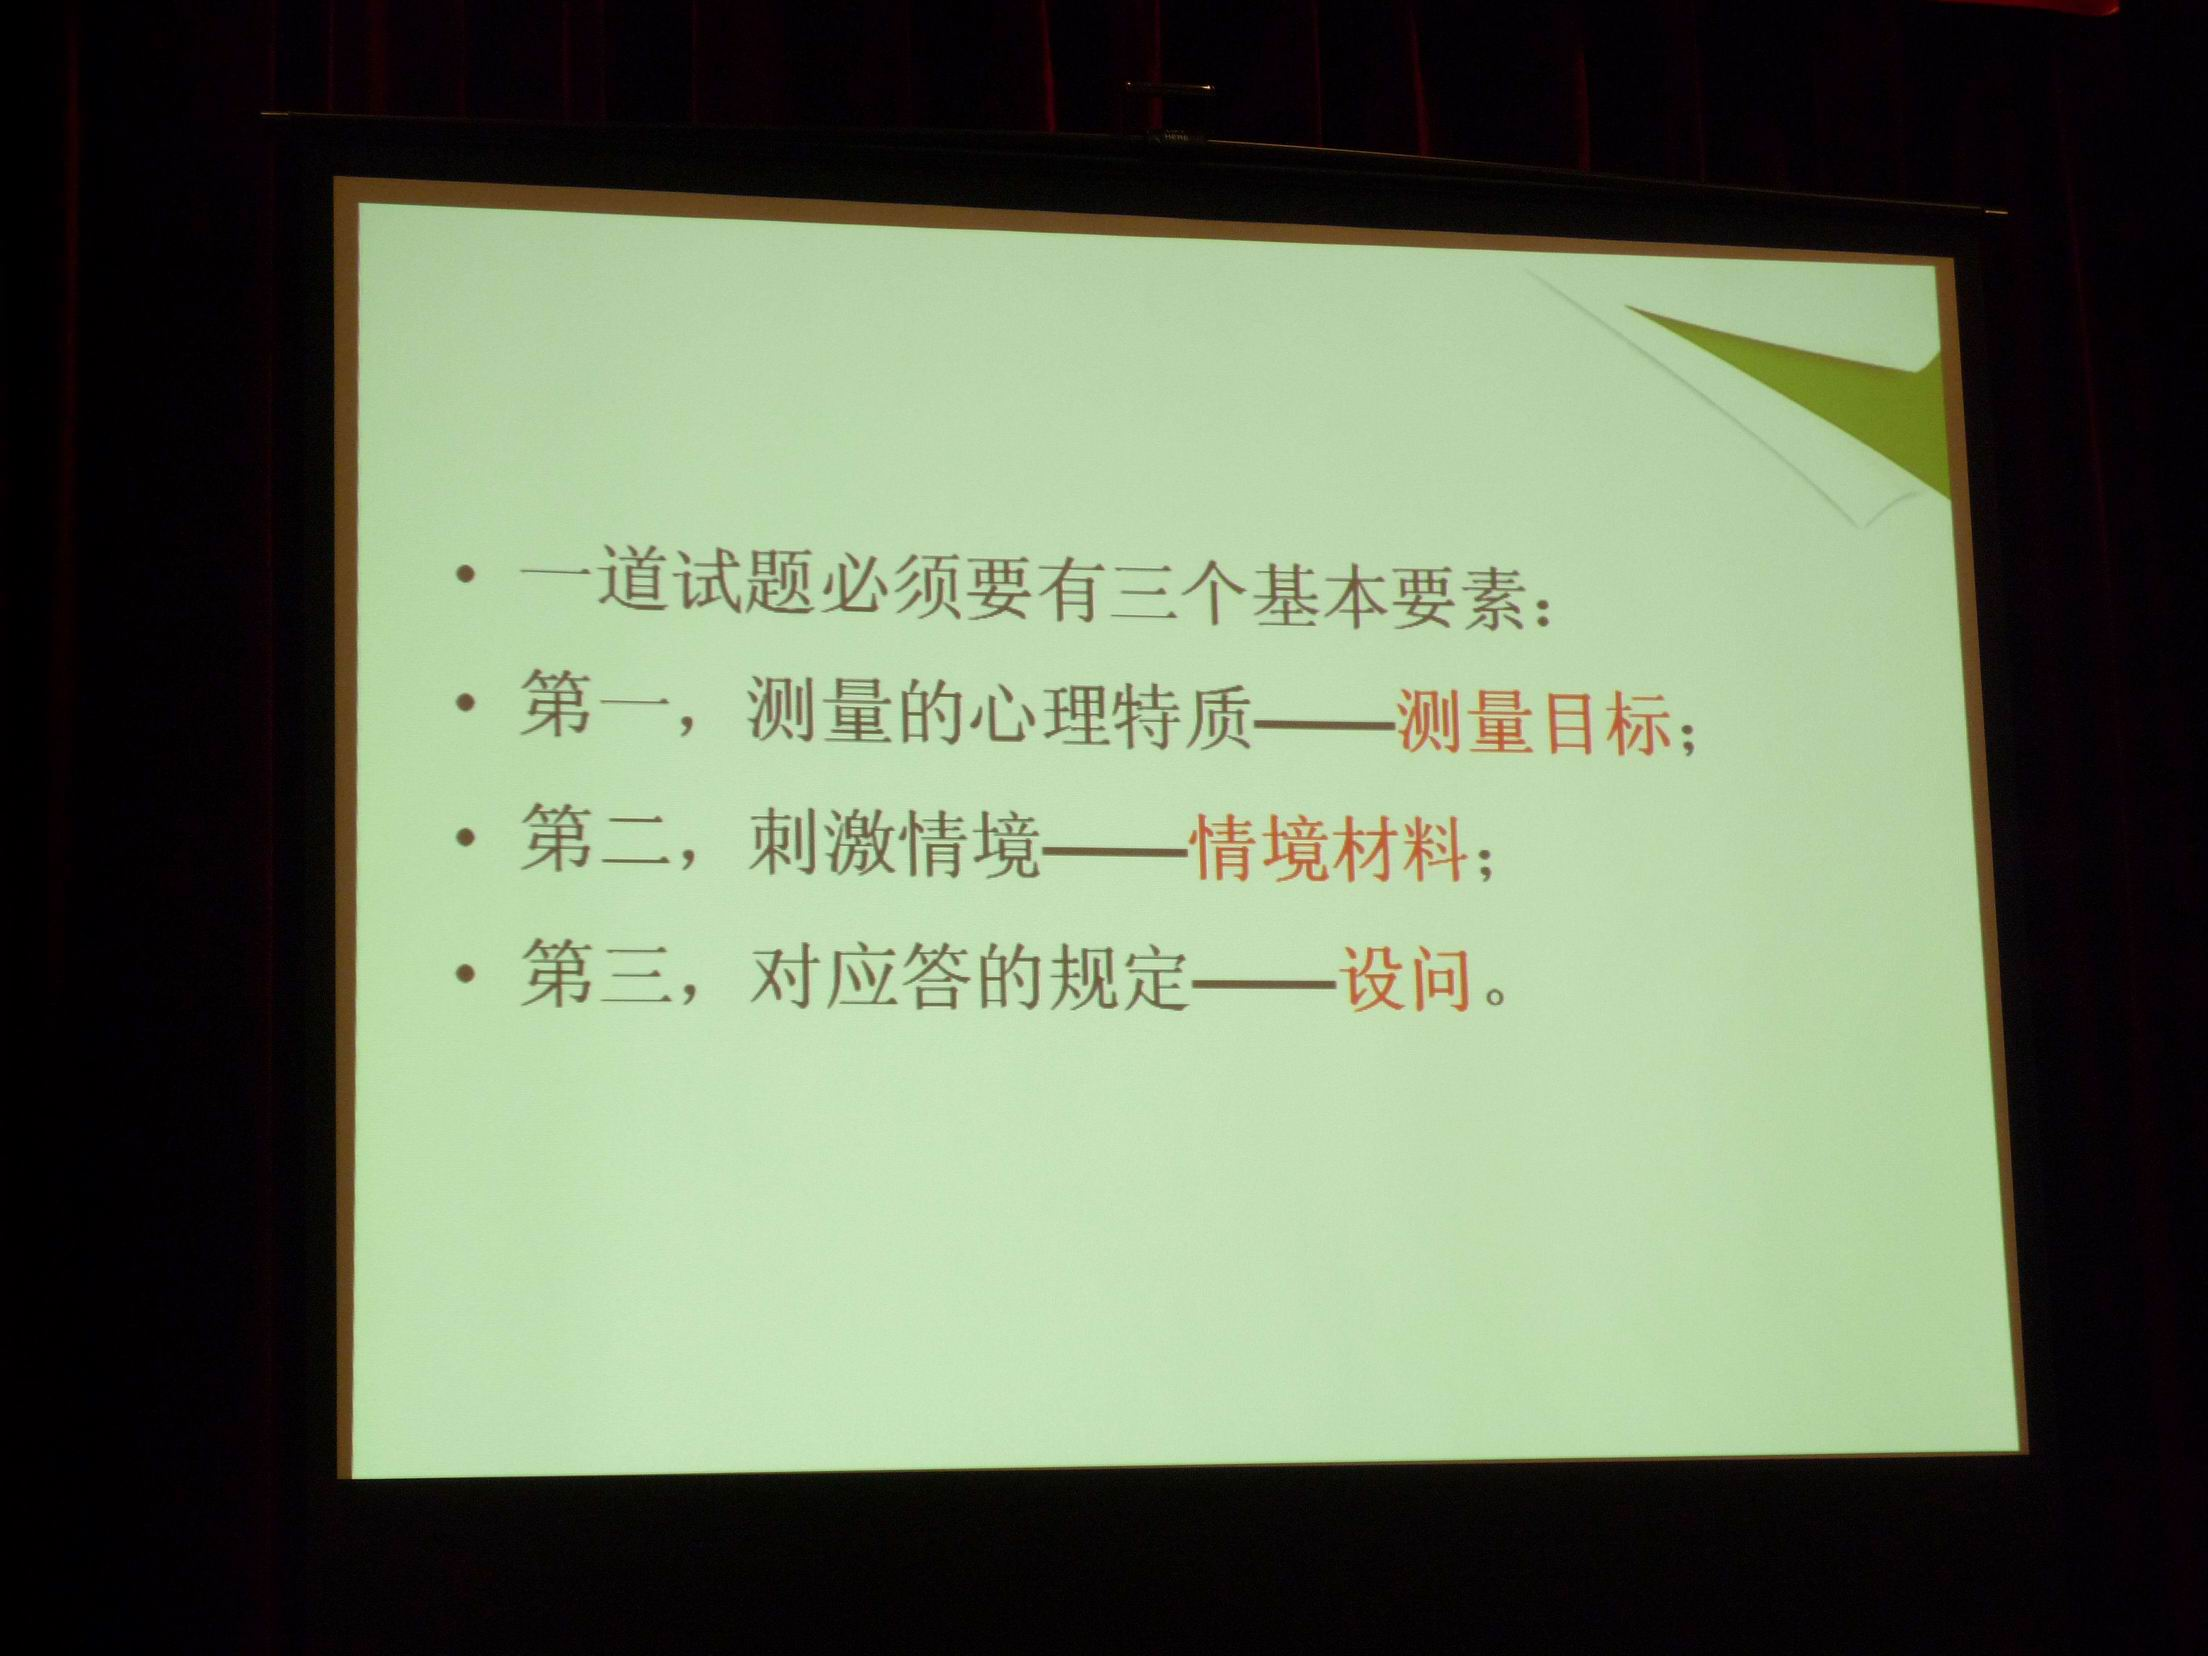 • 一道试题必须要有三个基本要素：
• 第一，测量的心理特质——测量目标；
• 第二，刺激情境——情境材料；
• 第三，对应答的规定——设问。